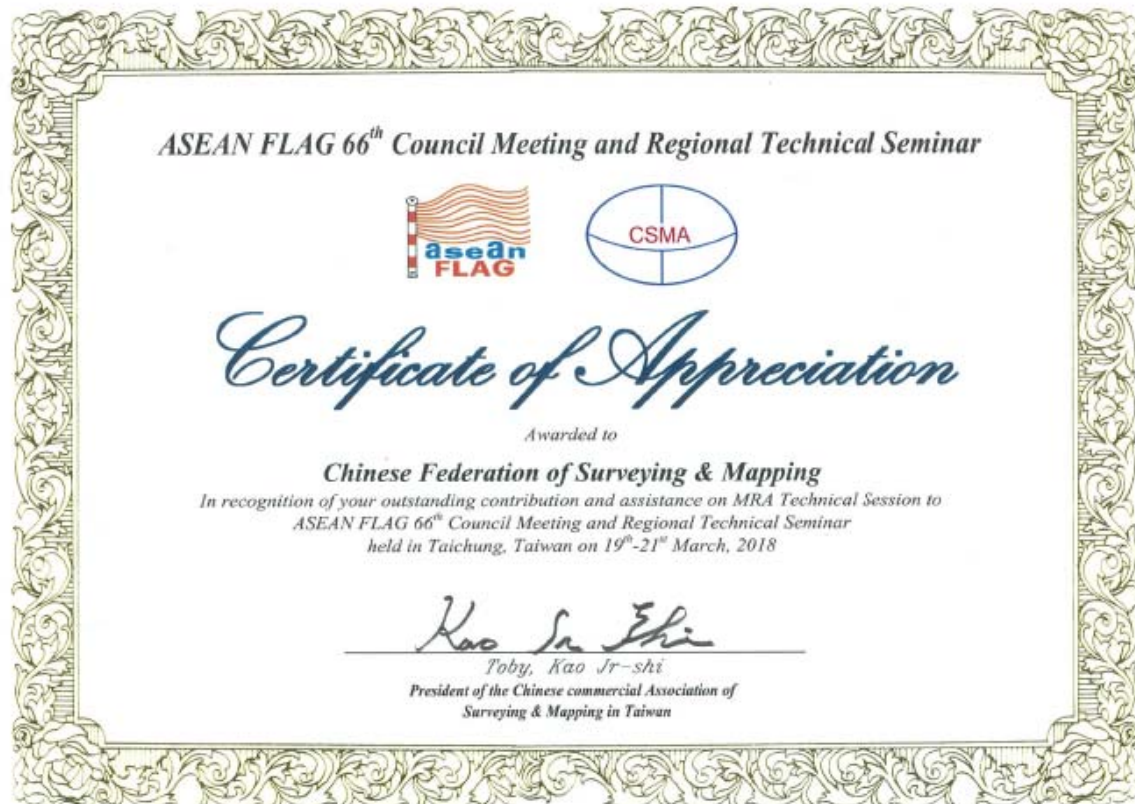 ASEAN FLAG 66th Council Meeting and Regional Technical Seminar
asean
FLAG
CSMA
Certificate of Appreciation
Awarded to
Chinese Federation of Surveying & Mapping
In recognition of your outstanding contribution and assistance on MRA Technical Session to
ASEAN FLAG 66th Council Meeting and Regional Technical Seminar
held in Taichung, Taiwan on 19th-21st March, 2018
Kao Jr Shi
Toby, Kao Jr-shi
President of the Chinese commercial Association of
Surveying & Mapping in Taiwan